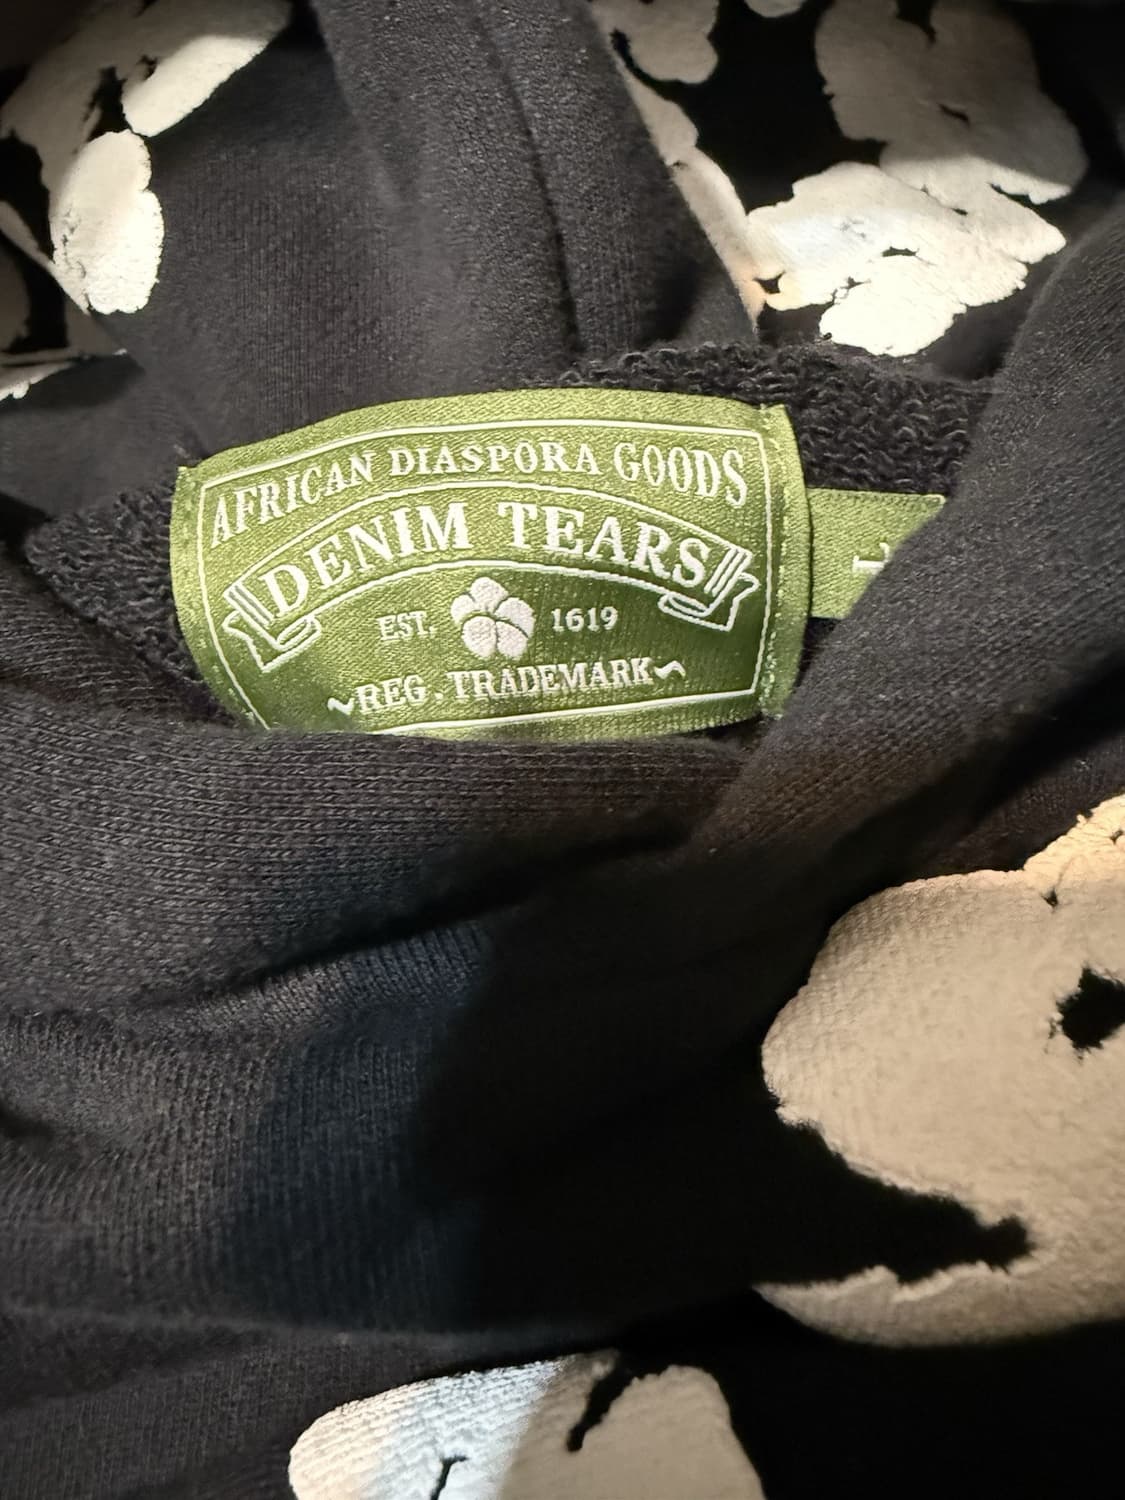 AFRICAN DIASPORA GOODS
DENIM TEARS
EST. 1619
~REG. TRADEMARK~
L